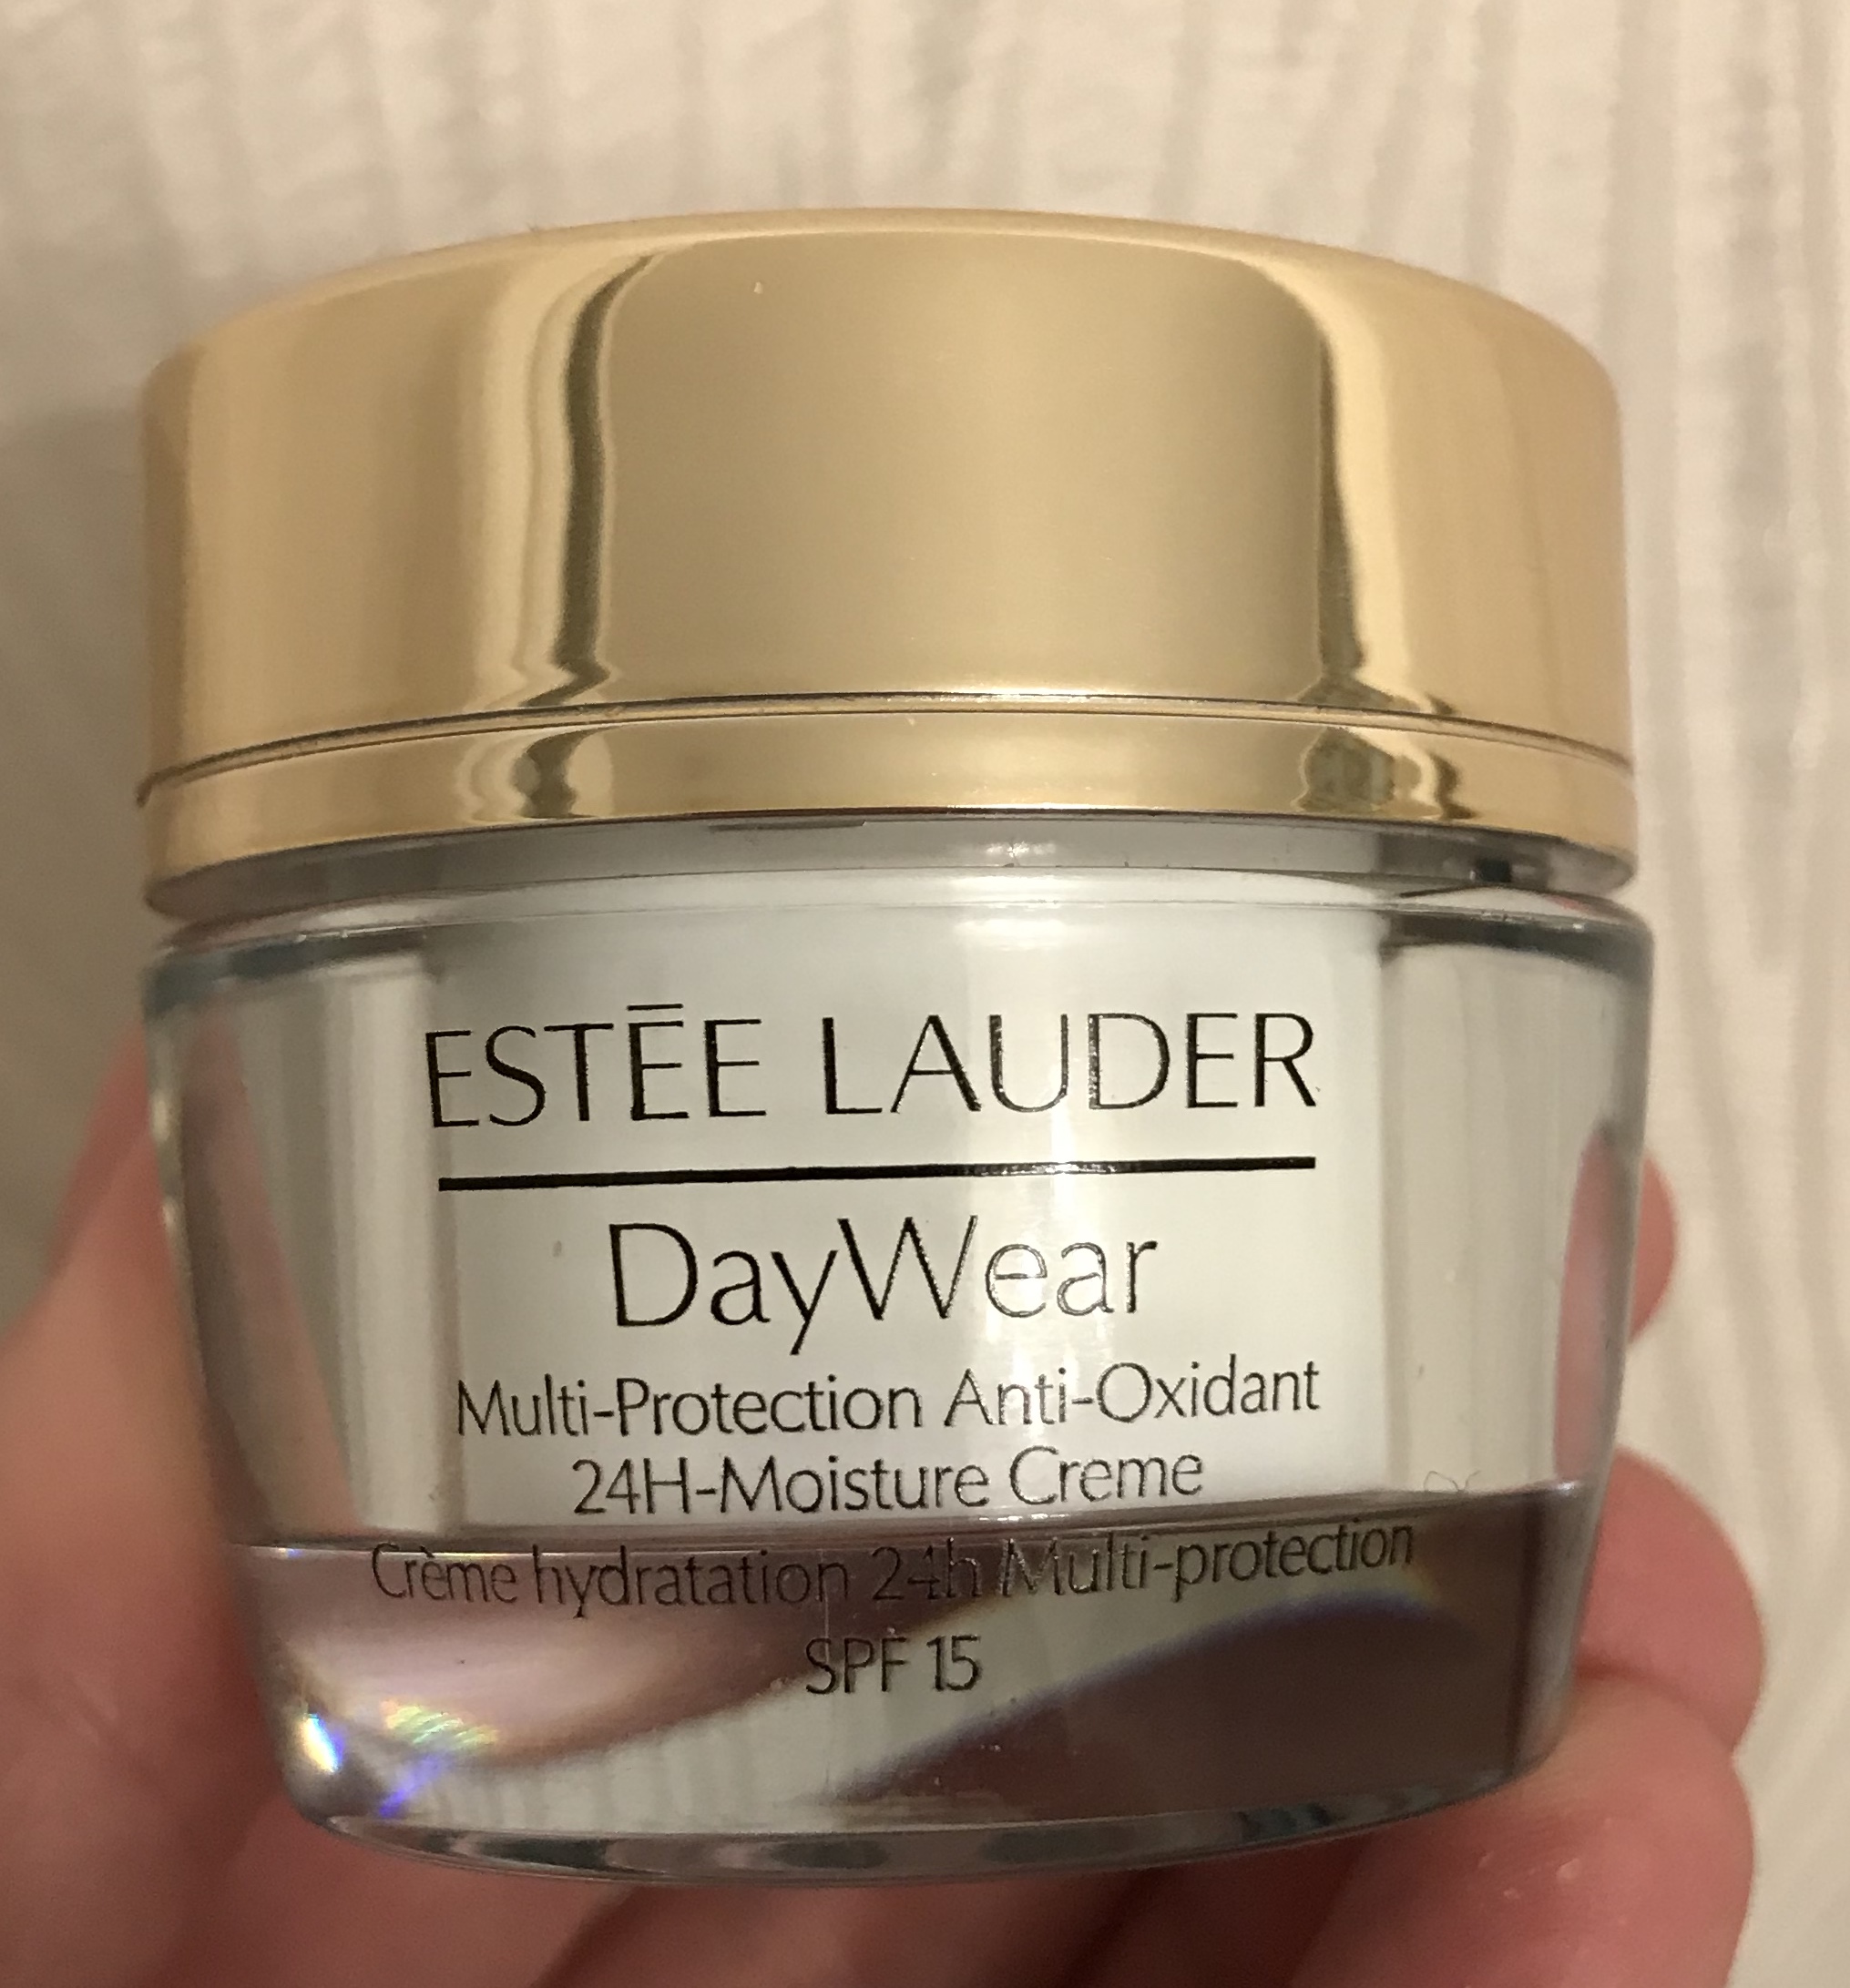 ESTĒE LAUDER
DayWear
Multi-Protection Anti-Oxidant
24H-Moisture Creme
Crème hydratation 24h Multi-protection
SPF 15